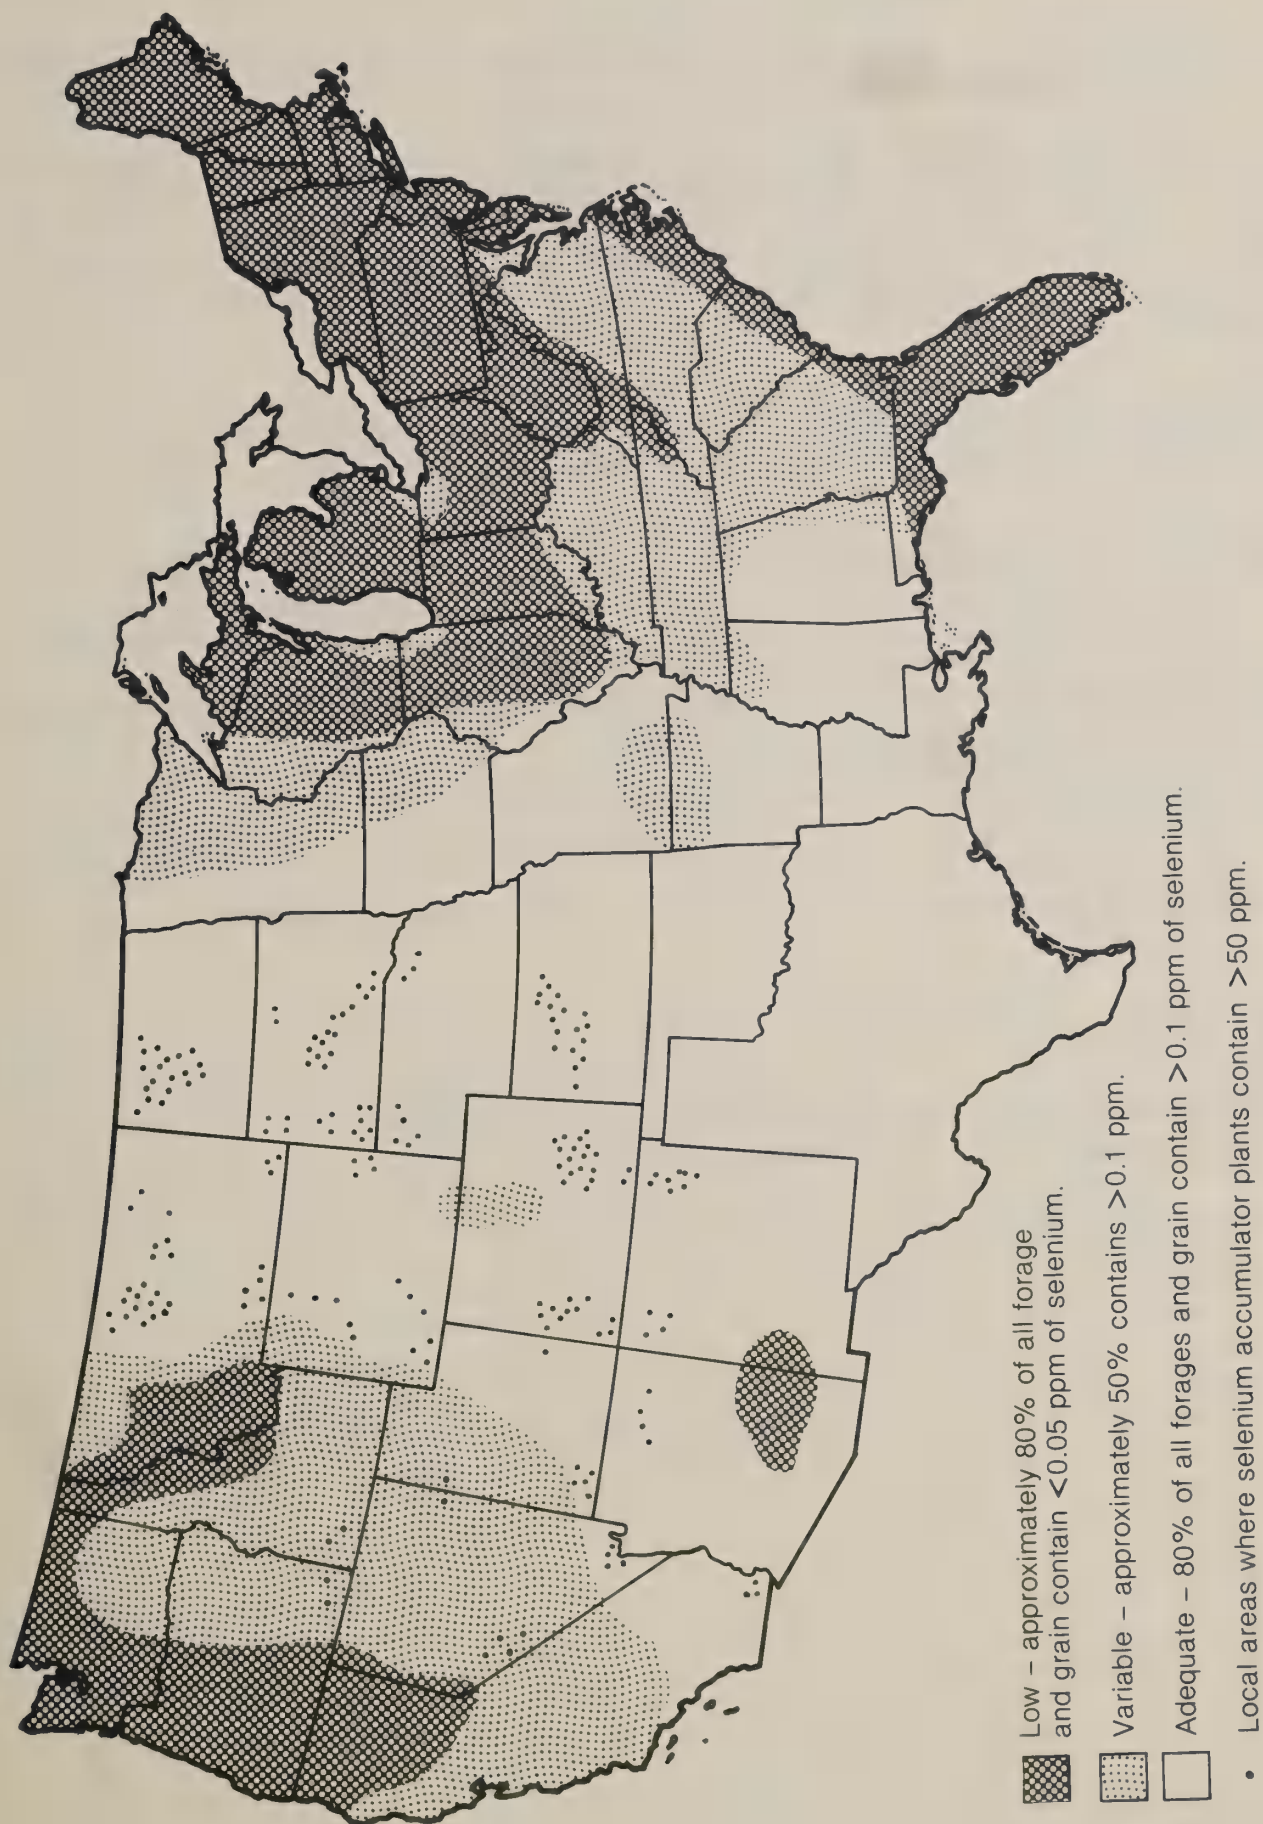 Low – approximately 80% of all forage
and grain contain <0.05 ppm of selenium.
Variable – approximately 50% contains >0.1 ppm.
Adequate – 80% of all forages and grain contain >0.1 ppm of selenium.
Local areas where selenium accumulator plants contain >50 ppm.